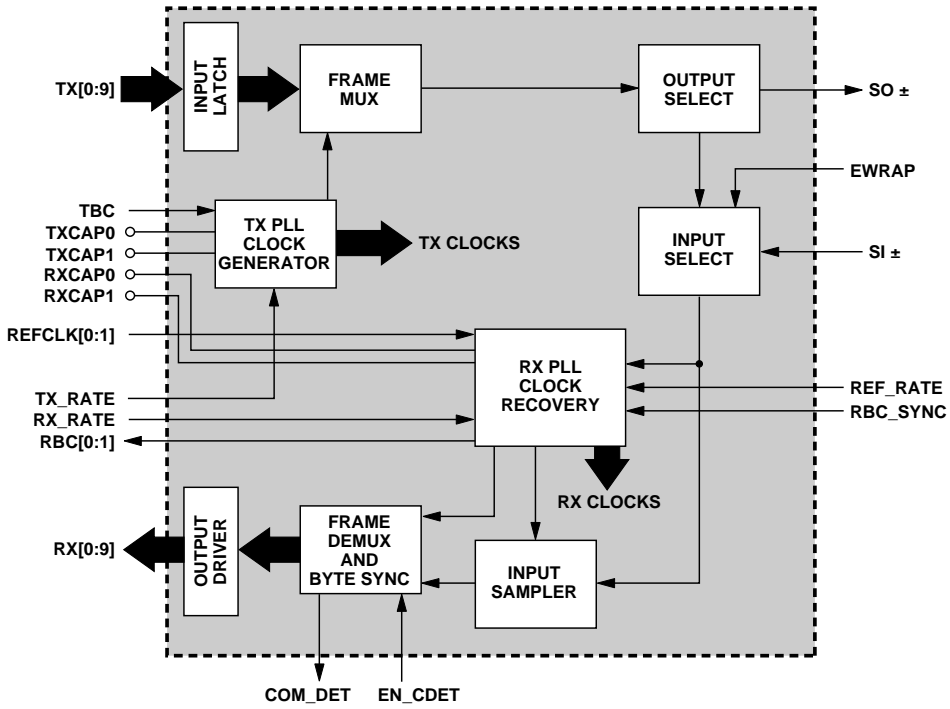 TX[0:9]
INPUT
LATCH
FRAME
MUX
OUTPUT
SELECT
SO ±
EWRAP
TBC
TXCAP0
TXCAP1
RXCAP0
RXCAP1
TX PLL
CLOCK
GENERATOR
TX CLOCKS
INPUT
SELECT
SI ±
REFCLK[0:1]
RX PLL
CLOCK
RECOVERY
TX_RATE
RX_RATE
RBC[0:1]
REF_RATE
RBC_SYNC
RX CLOCKS
RX[0:9]
OUTPUT
DRIVER
FRAME
DEMUX
AND
BYTE SYNC
INPUT
SAMPLER
COM_DET
EN_CDET